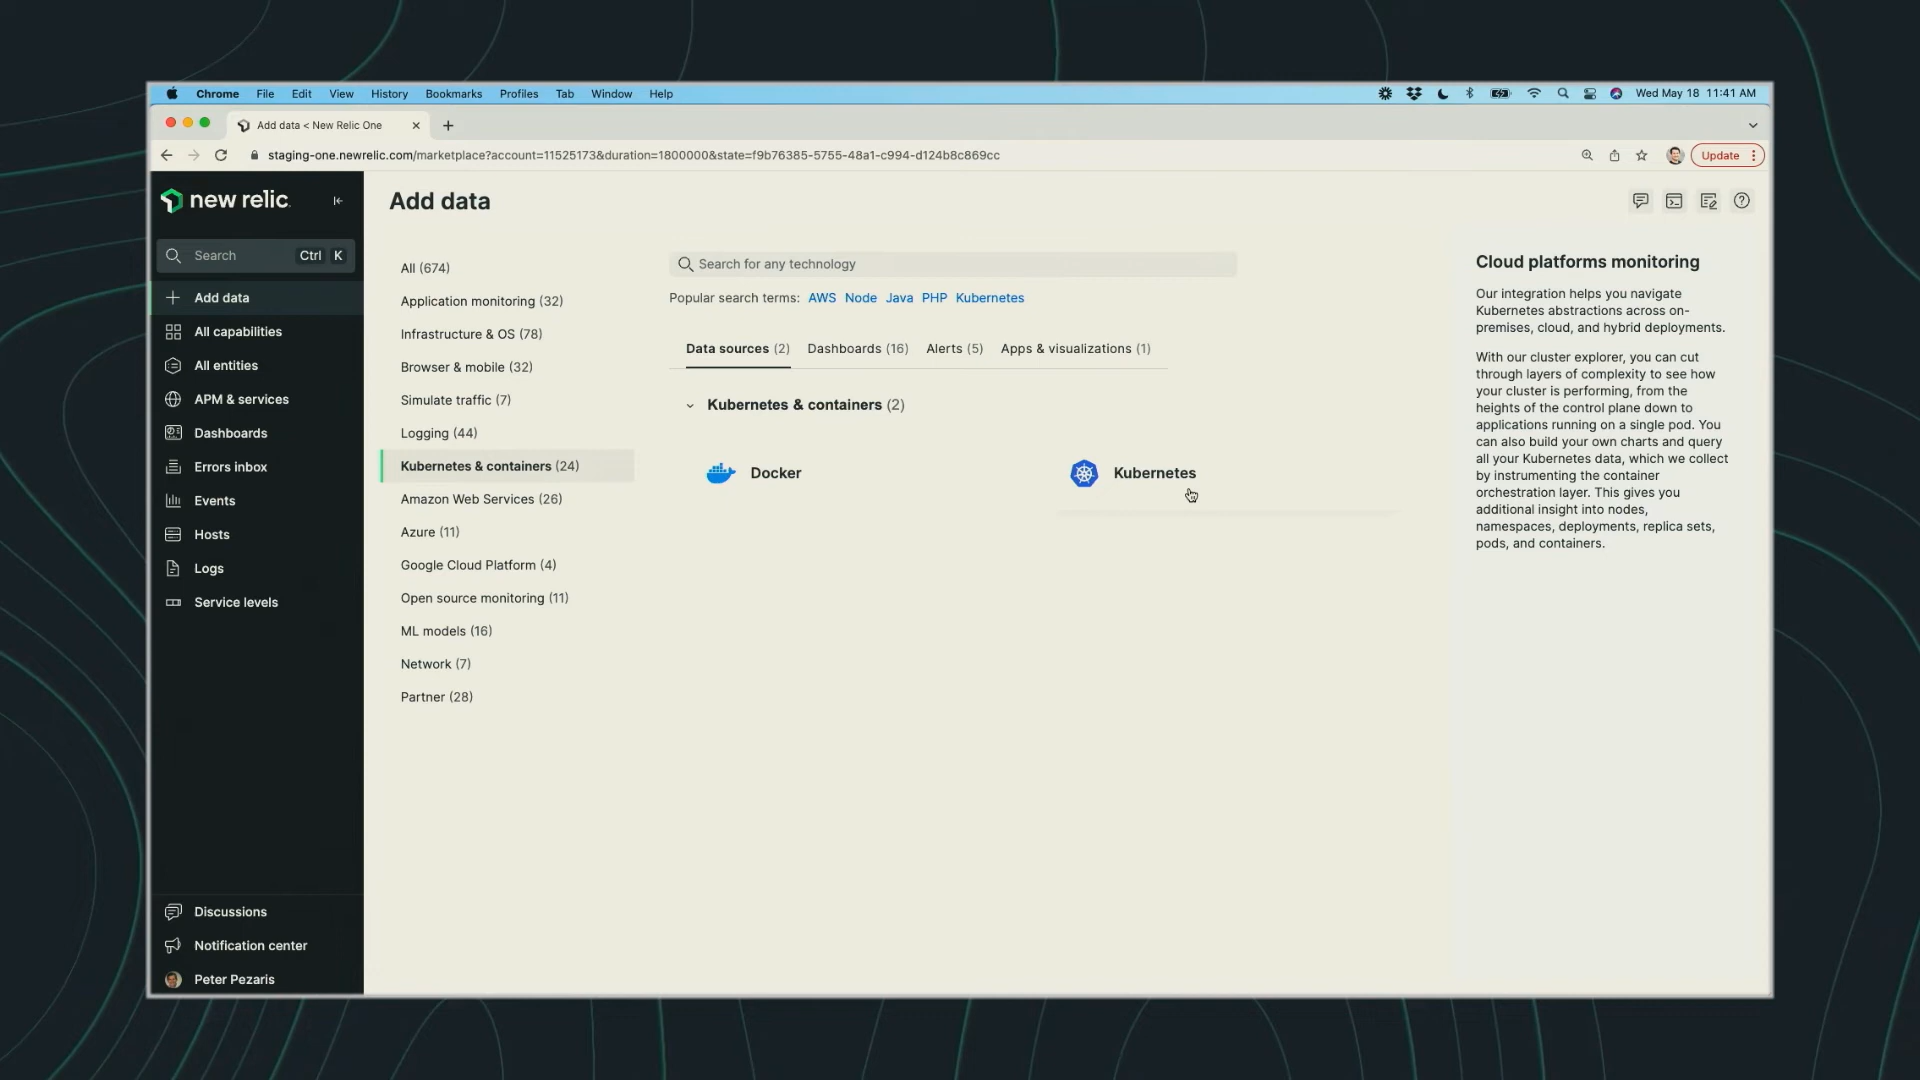 Chrome File Edit View History Bookmarks Profiles Tab Window Help Wed May 18 11:41 AM
Add data < New Relic One
staging-one.newrelic.com/marketplace?account=11525173&duration=1800000&state=f9b76385-5755-48a1-c994-d124b8c869cc
Update
new relic
Search Ctrl K
Add data
All capabilities
All entities
APM & services
Dashboards
Errors inbox
Events
Hosts
Logs
Service levels
Discussions
Notification center
Peter Pezaris
Add data
All (674)
Application monitoring (32)
Infrastructure & OS (78)
Browser & mobile (32)
Simulate traffic (7)
Logging (44)
Kubernetes & containers (24)
Amazon Web Services (26)
Azure (11)
Google Cloud Platform (4)
Open source monitoring (11)
ML models (16)
Network (7)
Partner (28)
Search for any technology
Popular search terms: AWS Node Java PHP Kubernetes
Data sources (2) Dashboards (16) Alerts (5) Apps & visualizations (1)
Kubernetes & containers (2)
Docker
Kubernetes
Cloud platforms monitoring
Our integration helps you navigate
Kubernetes abstractions across on-
premises, cloud, and hybrid deployments.
With our cluster explorer, you can cut
through layers of complexity to see how
your cluster is performing, from the
heights of the control plane down to
applications running on a single pod. You
can also build your own charts and query
all your Kubernetes data, which we collect
by instrumenting the container
orchestration layer. This gives you
additional insight into nodes,
namespaces, deployments, replica sets,
pods, and containers.